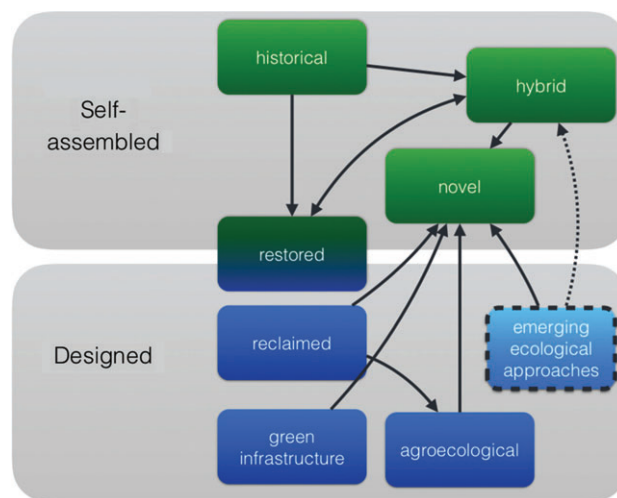 historical
hybrid
Self-
assembled
novel
restored
reclaimed
emerging
ecological
approaches
Designed
green
infrastructure
agroecological